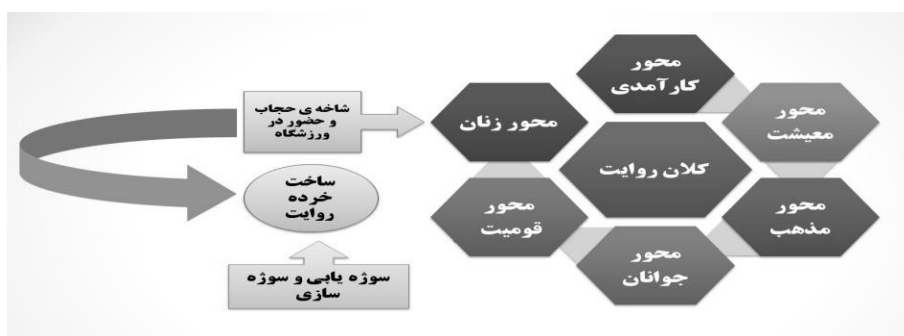 محور
کارآمدی
محور
معیشت
محور زنان
کلان روایت
محور
مذهب
محور
قومیت
محور
جوانان
شاخه ی حجاب
و حضور در
ورزشگاه
ساخت
خرده
روایت
سوژه یابی و سوژه
سازی